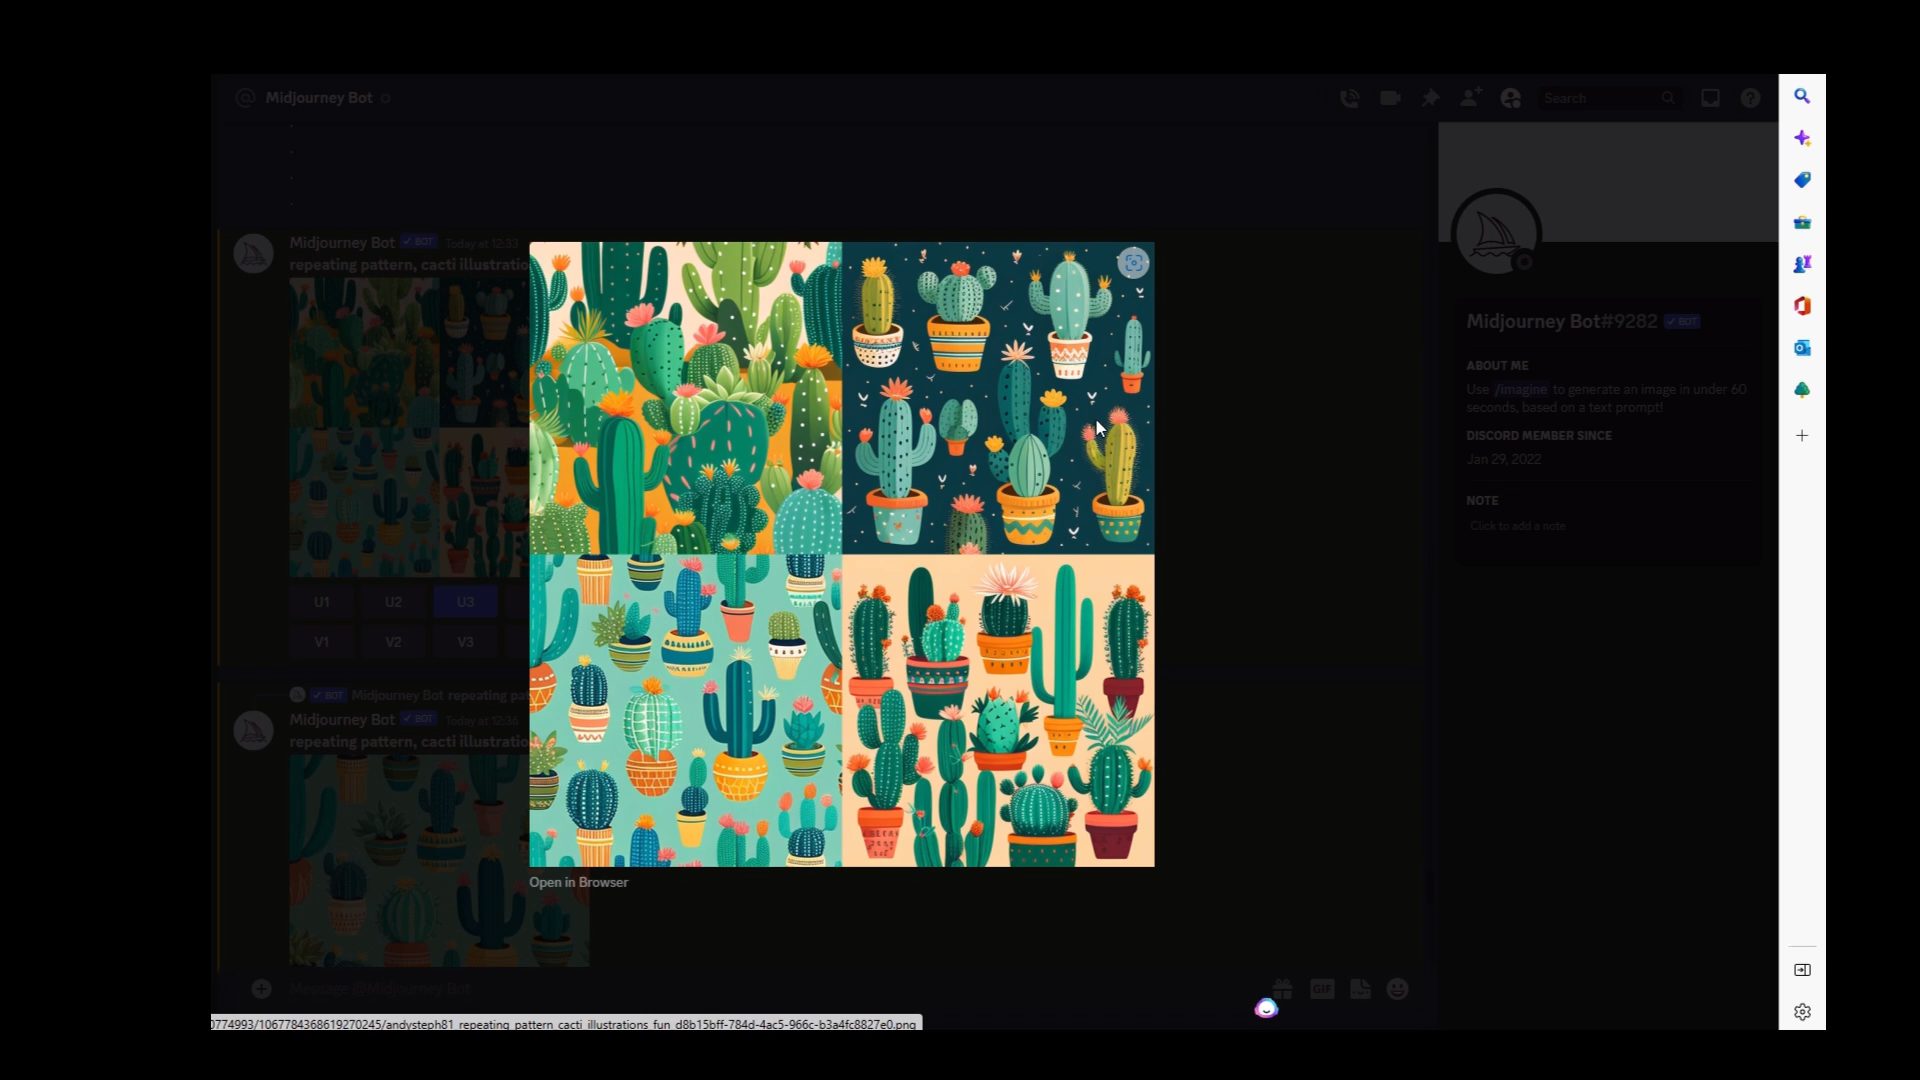 Midjourney Bot
Search
Midjourney Bot ✓ BOT Today at 12:33
repeating pattern, cacti illustratio
U1 U2 U3
V1 V2 V3
✓ BOT Midjourney Bot repeating pat
Midjourney Bot ✓ BOT Today at 12:36
repeating pattern, cacti illustratio
Open in Browser
Message @Midjourney Bot
GIF
0774993/1067784368619270245/andysteph81_repeating_pattern_cacti_illustrations_fun_d8b15bff-784d-4ac5-966c-b3a4fc8827e0.png
Midjourney Bot#9282 ✓ BOT
ABOUT ME
Use /imagine to generate an image in under 60
seconds, based on a text prompt!
DISCORD MEMBER SINCE
Jan 29, 2022
NOTE
Click to add a note